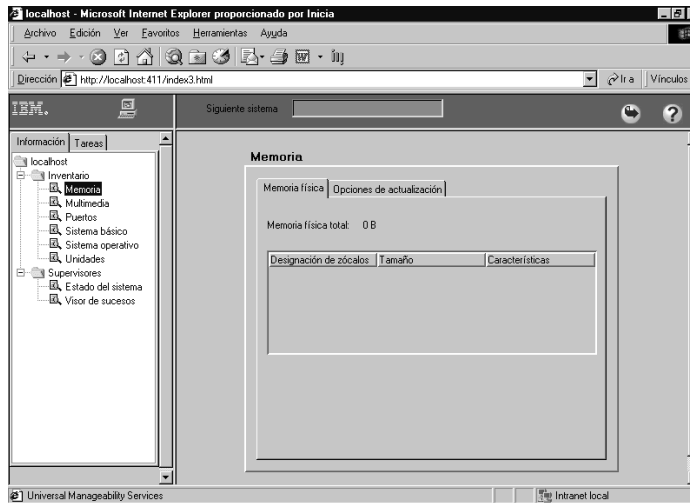 localhost - Microsoft Internet Explorer proporcionado por Inicia
Archivo Edición Ver Favoritos Herramientas Ayuda
Dirección http://localhost:411/index3.html Ir a Vínculos
IBM. Siguiente sistema
Información Tareas
localhost
Inventario
Memoria
Multimedia
Puertos
Sistema básico
Sistema operativo
Unidades
Supervisores
Estado del sistema
Visor de sucesos
Memoria
Memoria física Opciones de actualización
Memoria física total: 0 B
Designación de zócalos Tamaño Características
Universal Manageability Services Intranet local